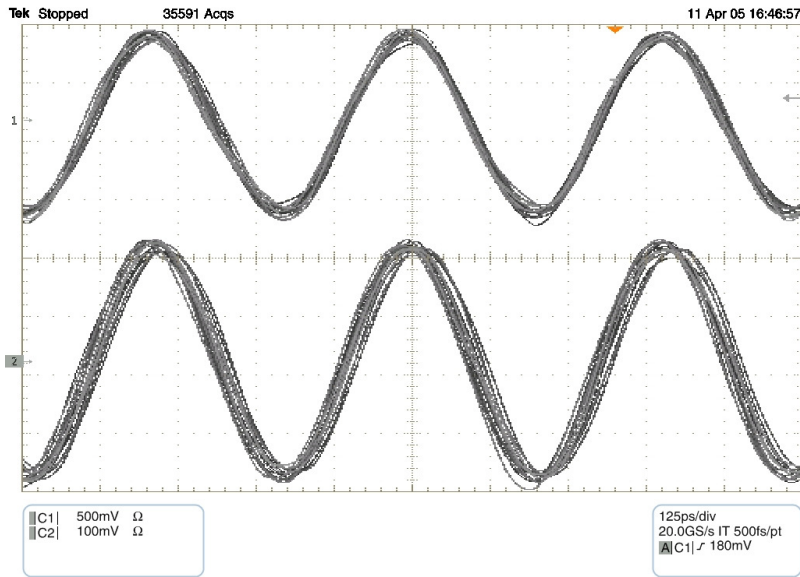 Tek Stopped 35591 Acqs 11 Apr 05 16:46:57
1
2
C1 500mV Ω
C2 100mV Ω
125ps/div
20.0GS/s IT 500fs/pt
A C1 ƒ 180mV